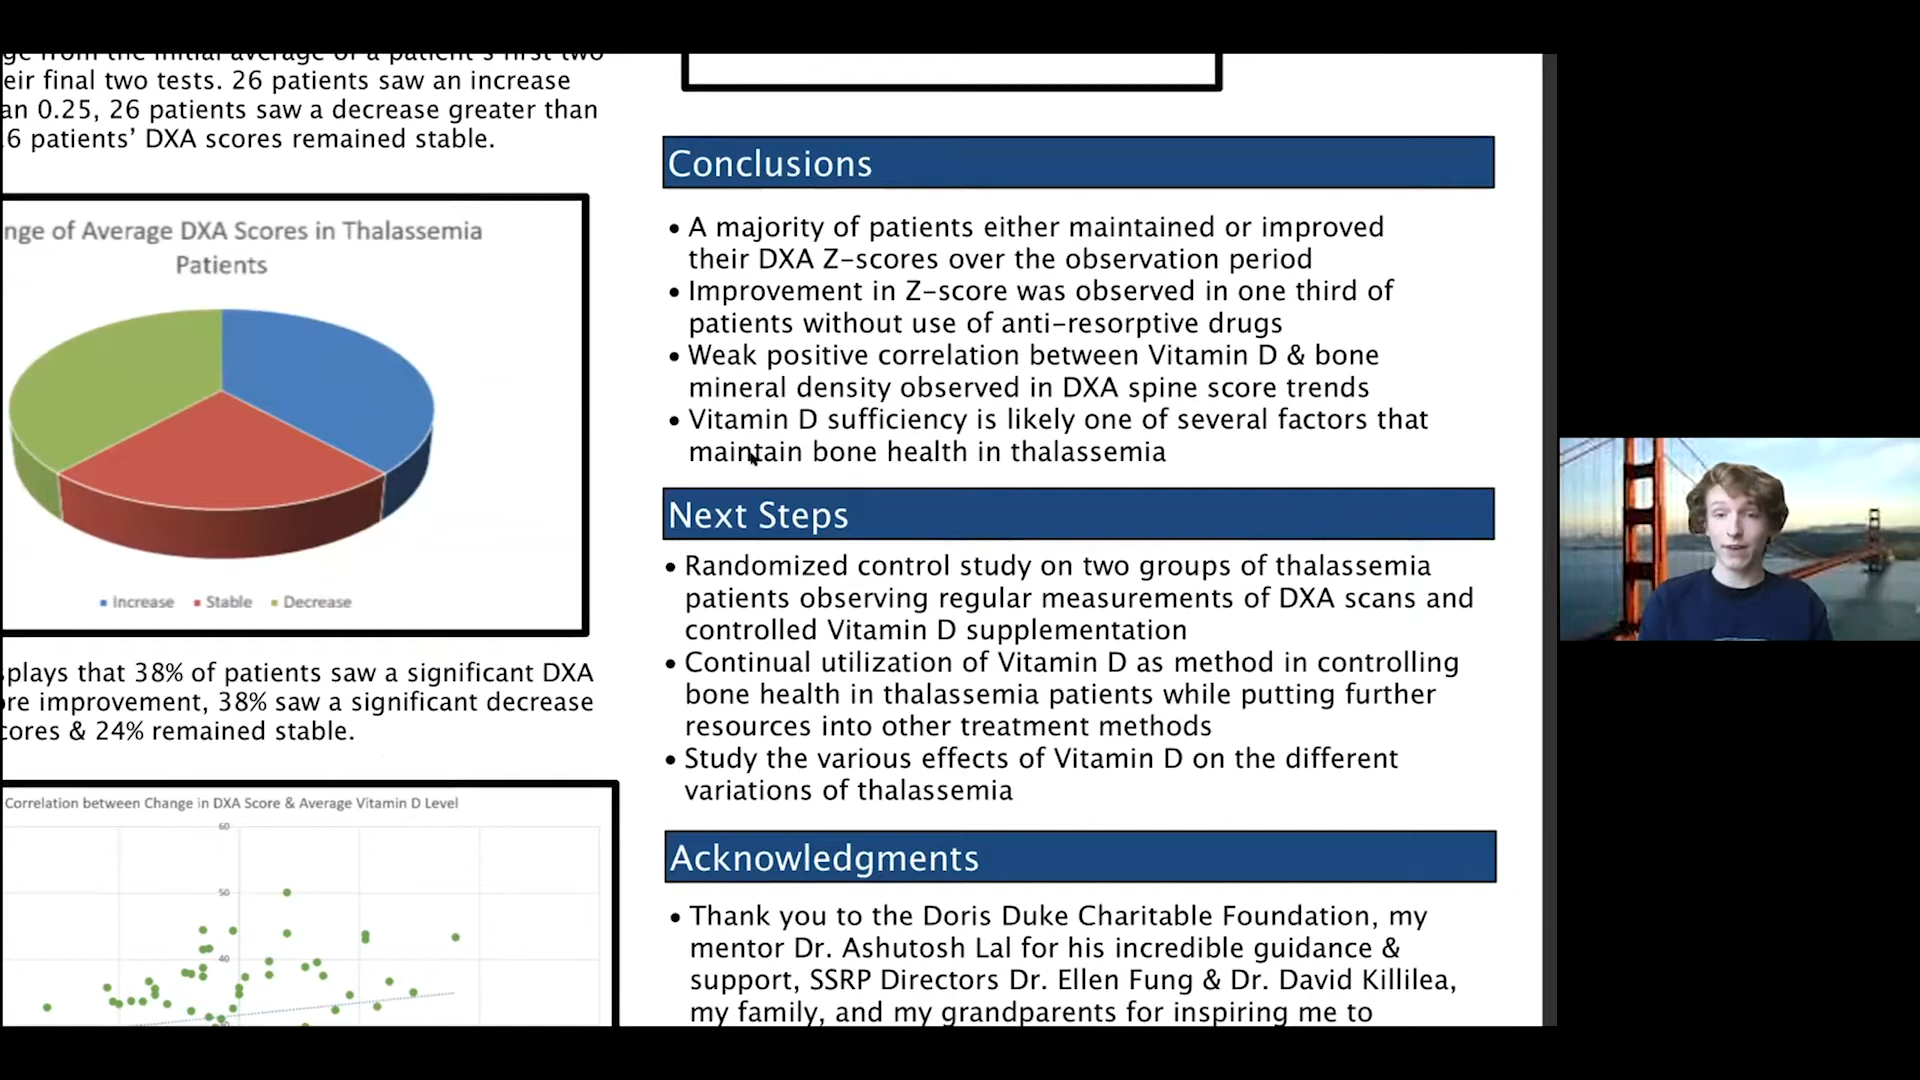 ge from the initial average of a patient's first two
eir final two tests. 26 patients saw an increase
an 0.25, 26 patients saw a decrease greater than
6 patients' DXA scores remained stable.
nge of Average DXA Scores in Thalassemia
Patients
Increase Stable Decrease
splays that 38% of patients saw a significant DXA
re improvement, 38% saw a significant decrease
cores & 24% remained stable.
Correlation between Change in DXA Score & Average Vitamin D Level
60
50
40
Conclusions
• A majority of patients either maintained or improved
their DXA Z-scores over the observation period
• Improvement in Z-score was observed in one third of
patients without use of anti-resorptive drugs
• Weak positive correlation between Vitamin D & bone
mineral density observed in DXA spine score trends
• Vitamin D sufficiency is likely one of several factors that
maintain bone health in thalassemia
Next Steps
• Randomized control study on two groups of thalassemia
patients observing regular measurements of DXA scans and
controlled Vitamin D supplementation
• Continual utilization of Vitamin D as method in controlling
bone health in thalassemia patients while putting further
resources into other treatment methods
• Study the various effects of Vitamin D on the different
variations of thalassemia
Acknowledgments
• Thank you to the Doris Duke Charitable Foundation, my
mentor Dr. Ashutosh Lal for his incredible guidance &
support, SSRP Directors Dr. Ellen Fung & Dr. David Killilea,
my family, and my grandparents for inspiring me to